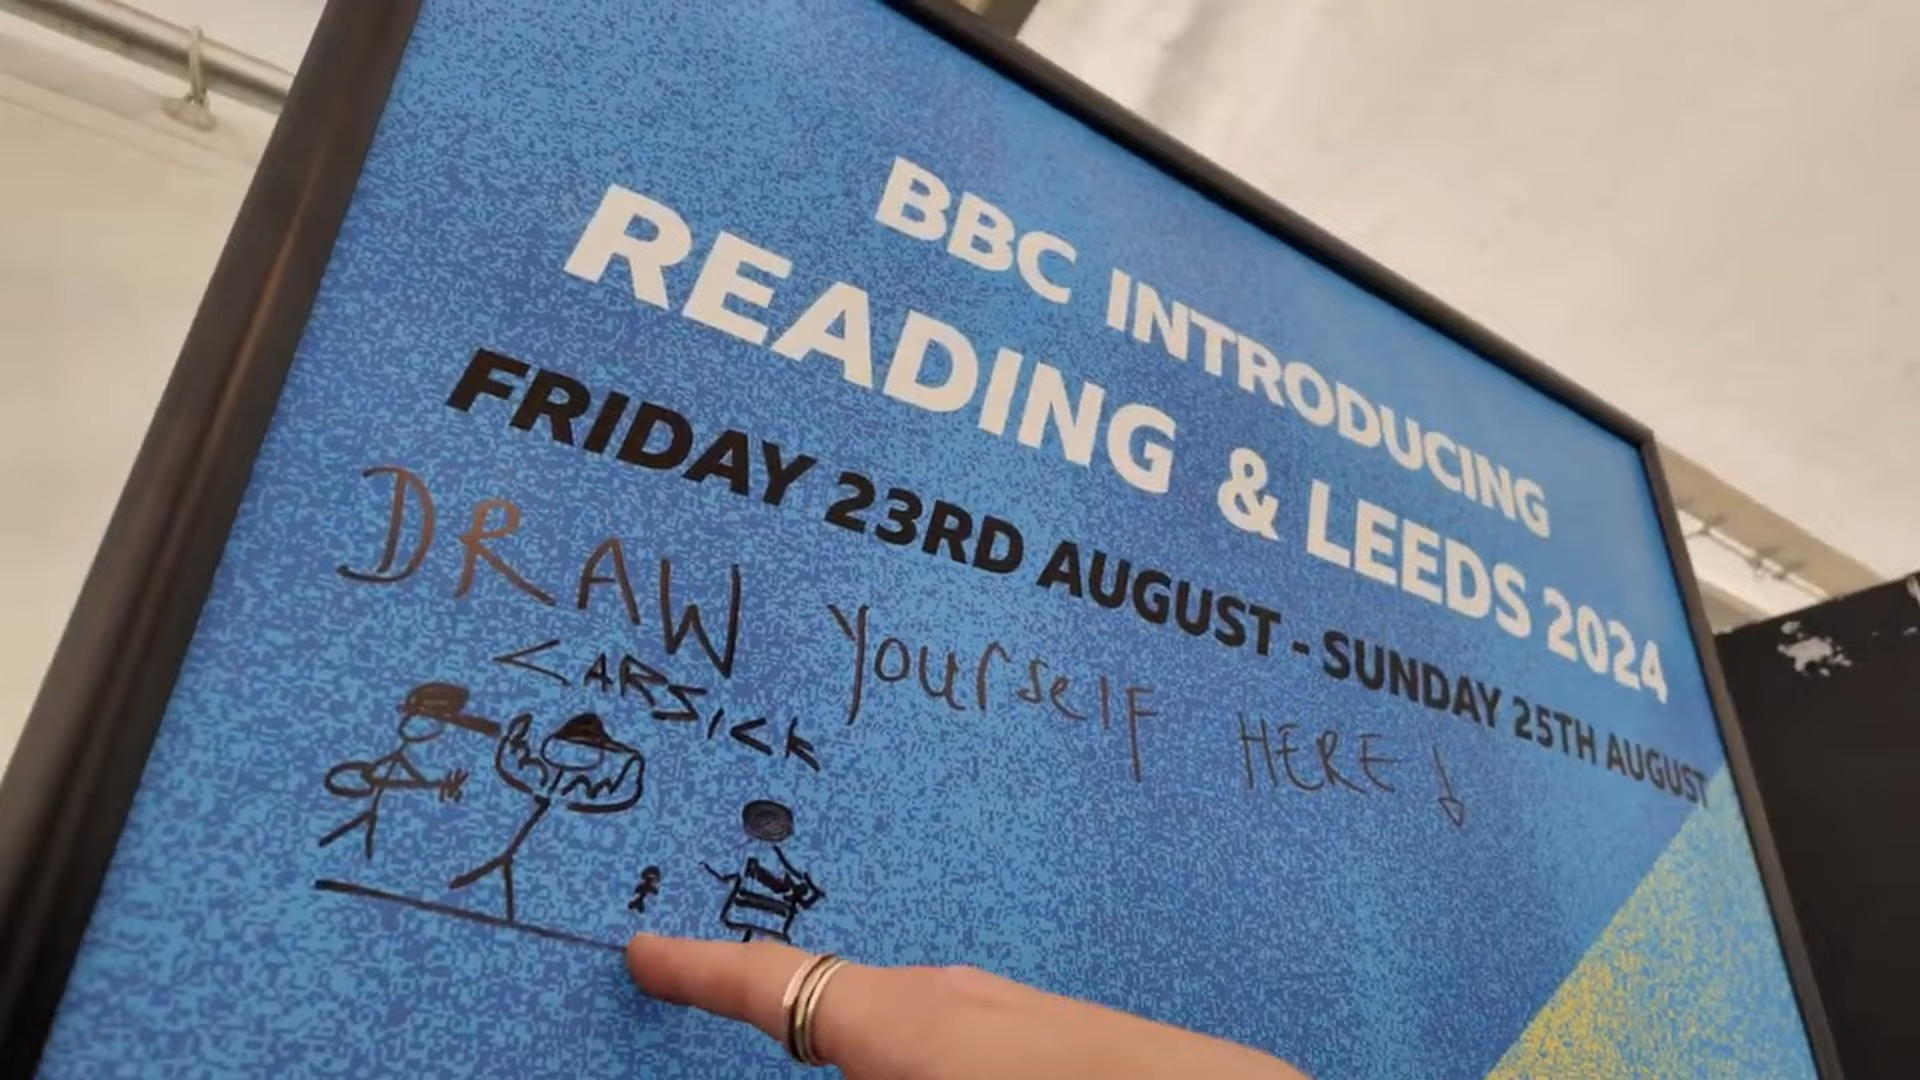 BBC INTRODUCING
READING & LEEDS 2024
FRIDAY 23RD AUGUST - SUNDAY 25TH AUGUST
DRAW YourselF HERE!
CARSICK